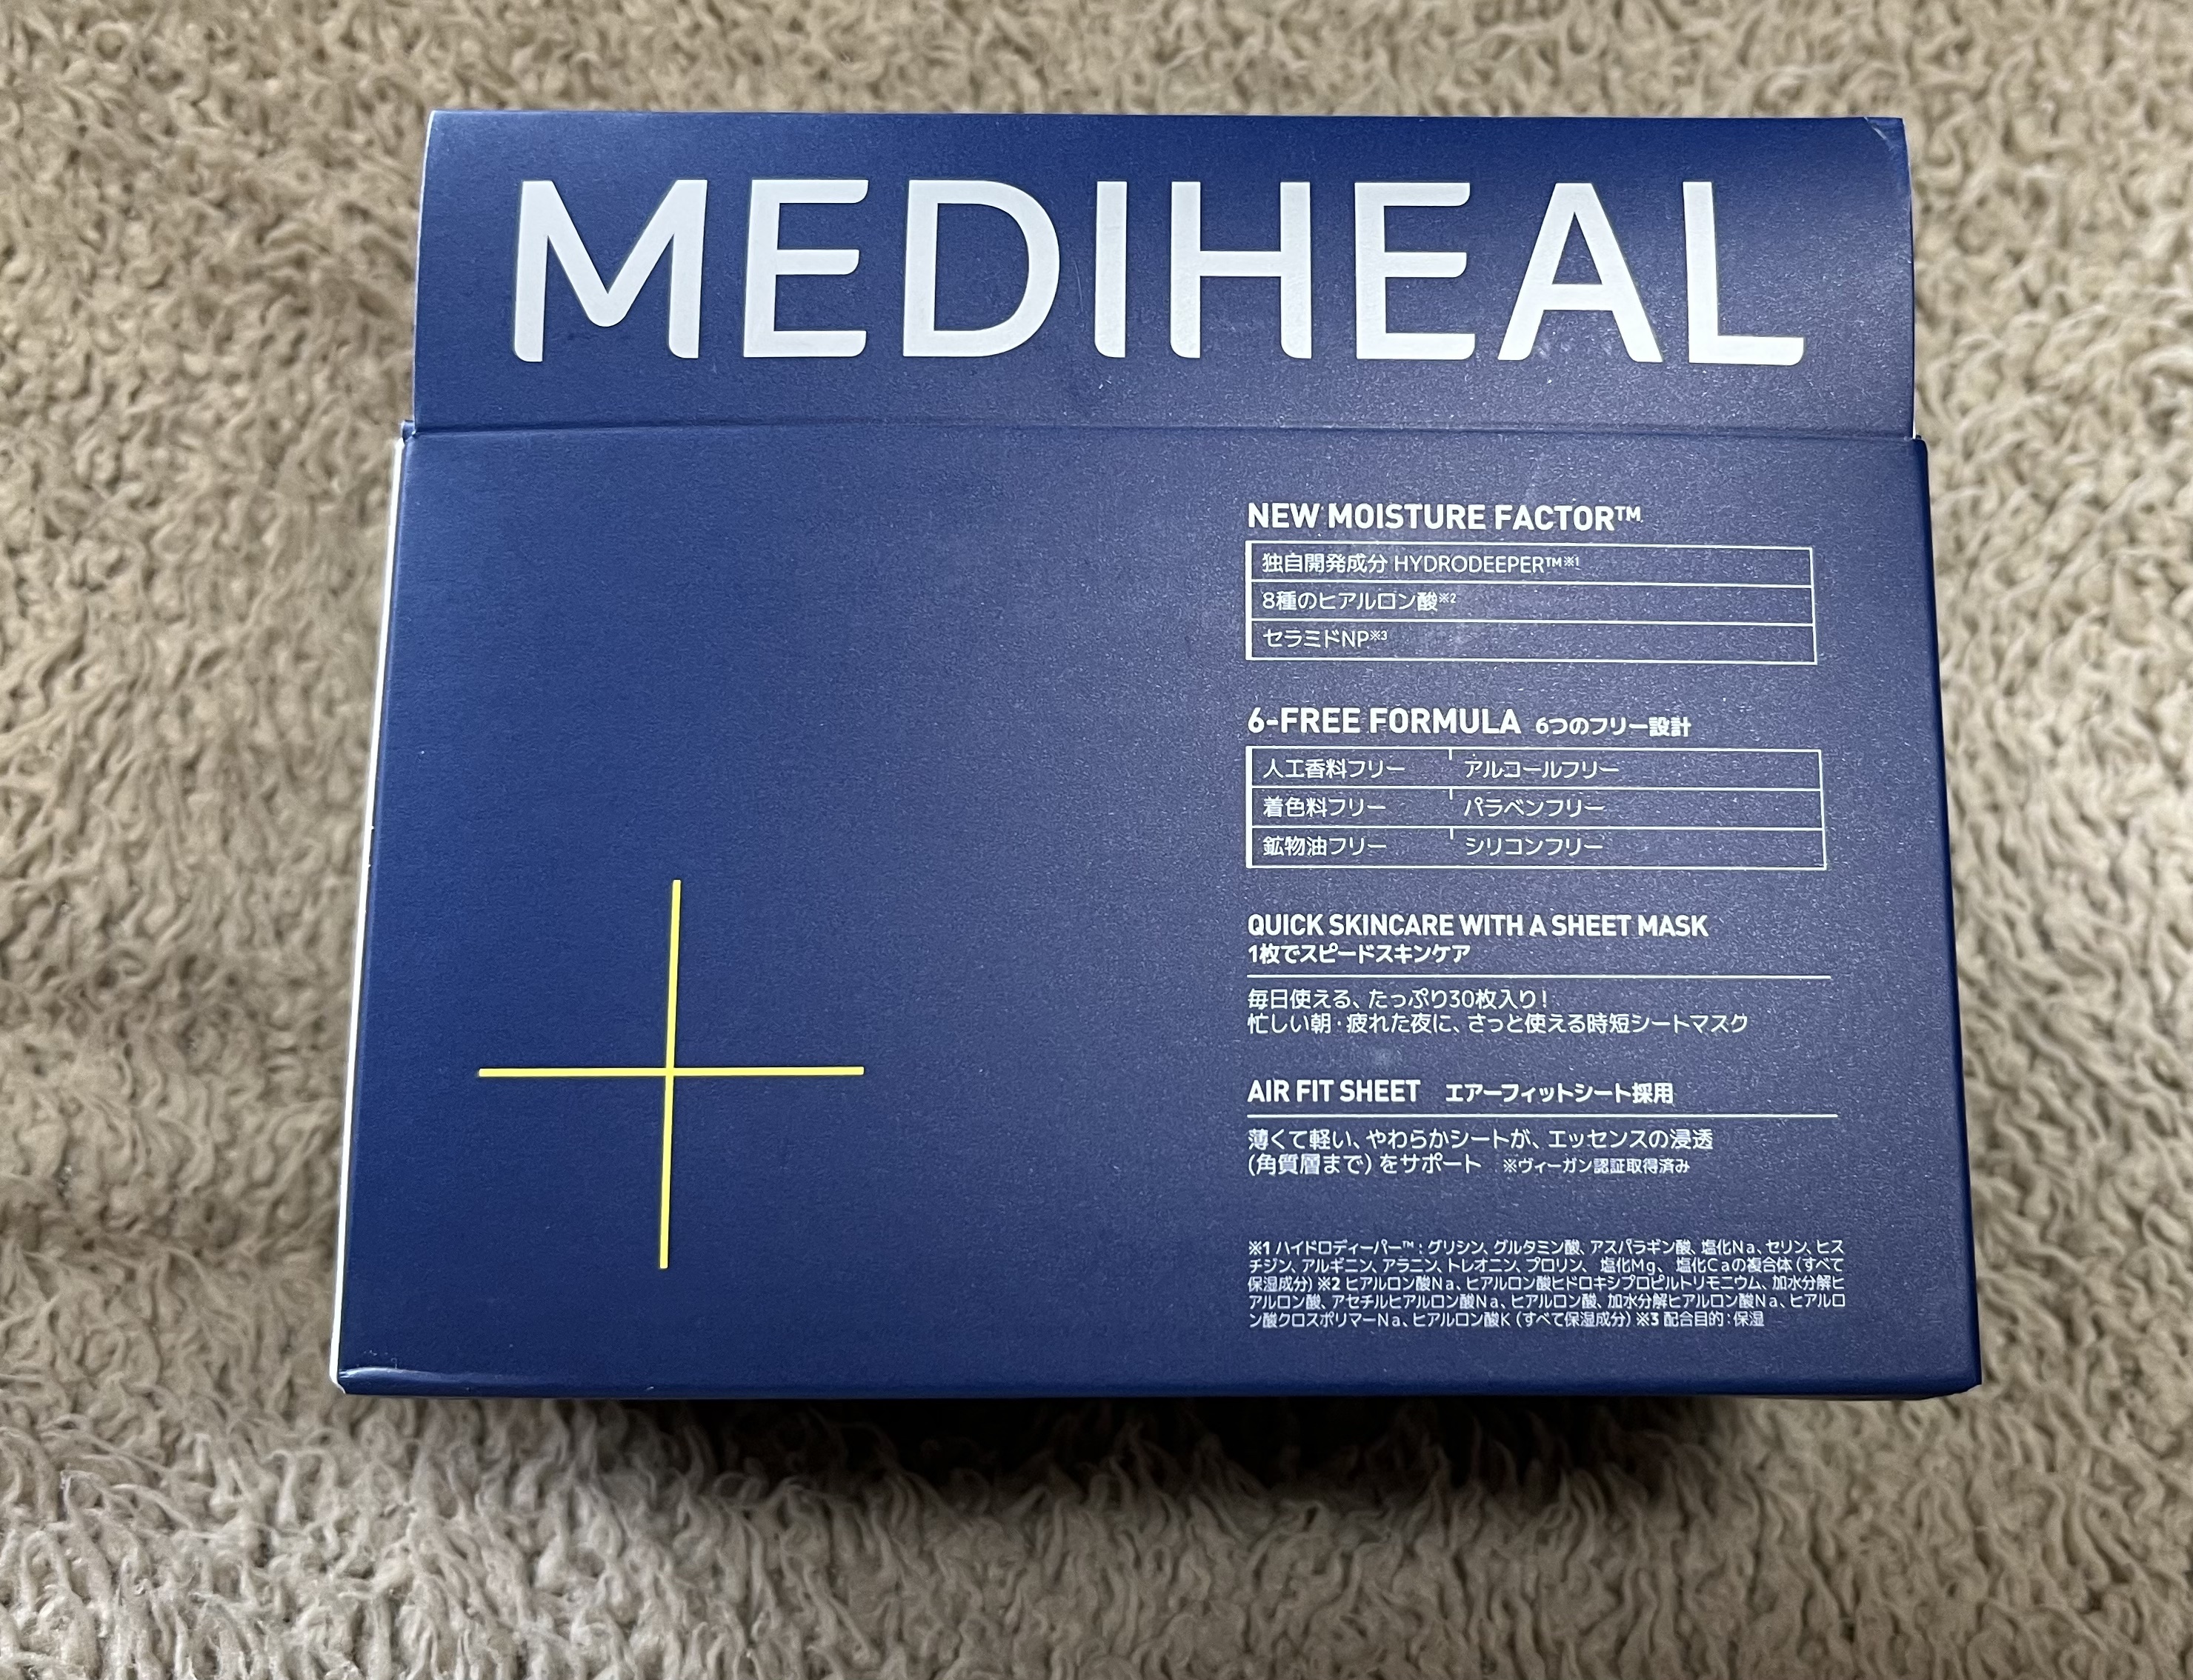 MEDIHEAL
NEW MOISTURE FACTOR™
独自開発成分 HYDRODEEPER™※1
8種のヒアルロン酸※2
セラミドNP※3
6-FREE FORMULA 6つのフリー設計
人工香料フリー アルコールフリー
着色料フリー パラベンフリー
鉱物油フリー シリコンフリー
QUICK SKINCARE WITH A SHEET MASK
1枚でスピードスキンケア
毎日使える、たっぷり30枚入り！
忙しい朝・疲れた夜に、さっと使える時短シートマスク
AIR FIT SHEET エアーフィットシート採用
薄くて軽い、やわらかシートが、エッセンスの浸透
(角質層まで)をサポート ※ヴィーガン認証取得済み
※1 ハイドロディーパー™：グリシン、グルタミン酸、アスパラギン酸、塩化Na、セリン、ヒス
チジン、アルギニン、アラニン、トレオニン、プロリン、塩化Mg、塩化Caの複合体(すべて
保湿成分) ※2 ヒアルロン酸Na、ヒアルロン酸ヒドロキシプロピルトリモニウム、加水分解ヒ
アルロン酸、アセチルヒアルロン酸Na、ヒアルロン酸、加水分解ヒアルロン酸Na、ヒアルロ
ン酸クロスポリマーNa、ヒアルロン酸K (すべて保湿成分) ※3 配合目的：保湿